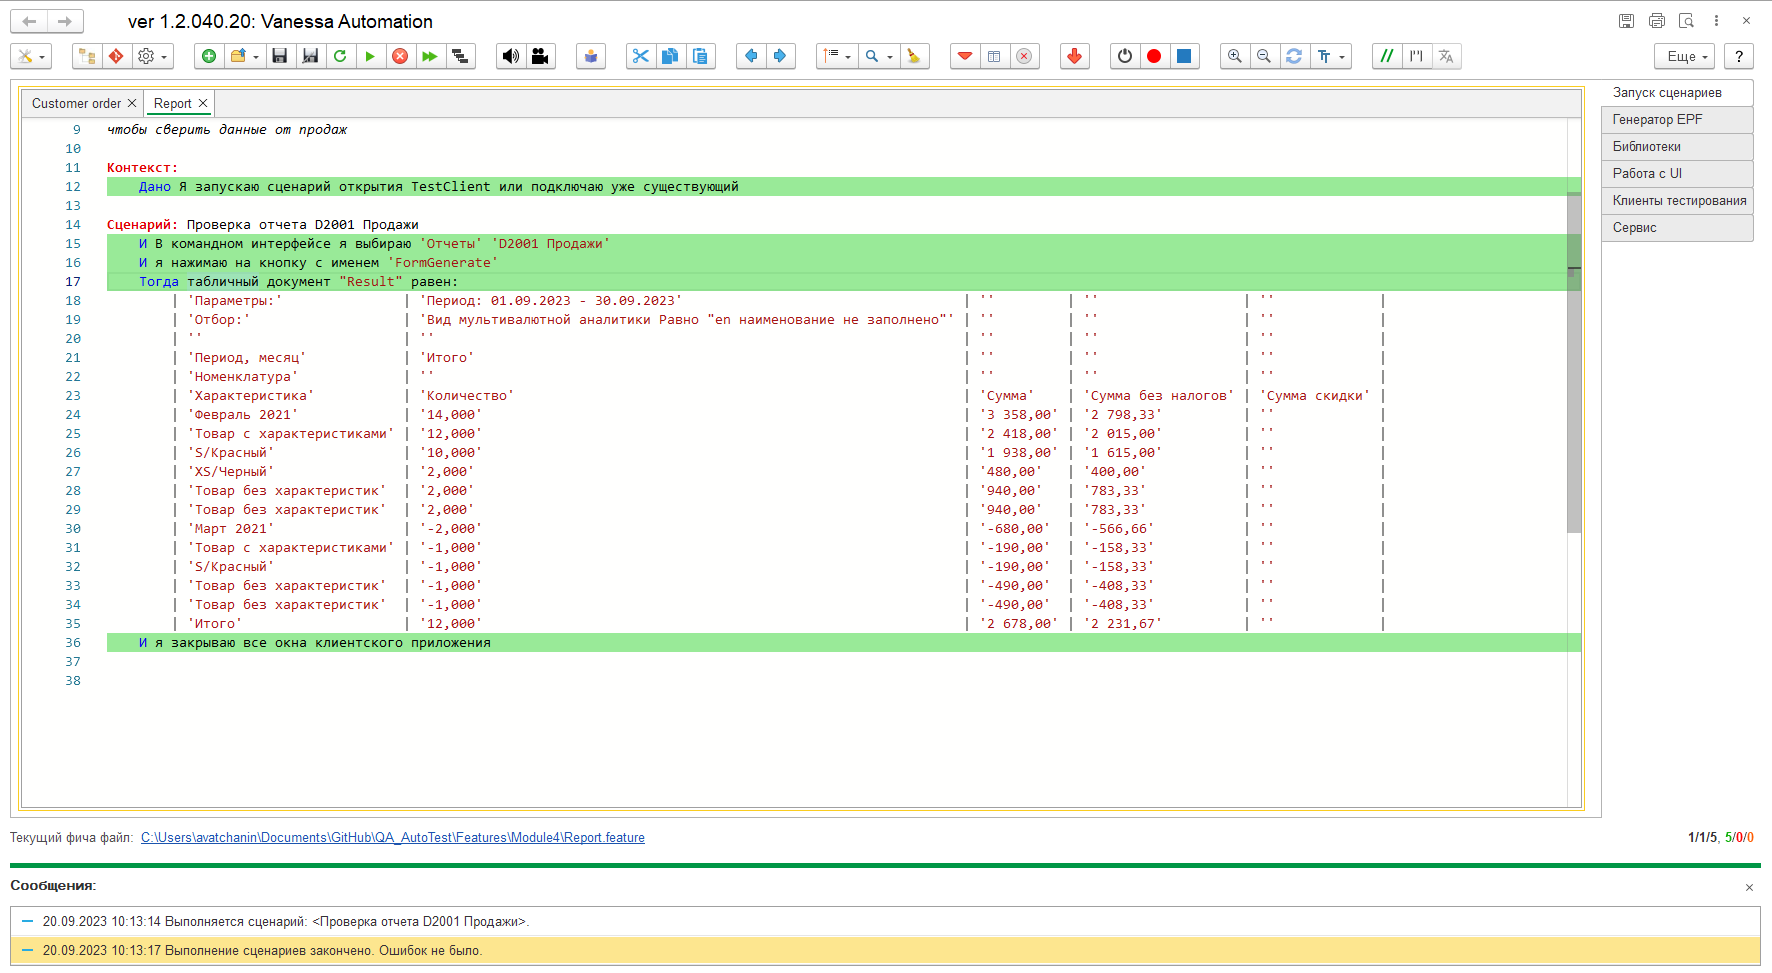 ver 1.2.040.20: Vanessa Automation
Еще
?
Customer order
Report
9 чтобы сверить данные от продаж
10
11 Контекст:
12 Дано Я запускаю сценарий открытия TestClient или подключаю уже существующий
13
14 Сценарий: Проверка отчета D2001 Продажи
15 И В командном интерфейсе я выбираю 'Отчеты' 'D2001 Продажи'
16 И я нажимаю на кнопку с именем 'FormGenerate'
17 Тогда табличный документ "Result" равен:
18 | 'Параметры:' | 'Период: 01.09.2023 - 30.09.2023' | '' | '' | '' |
19 | 'Отбор:' | 'Вид мультивалютной аналитики Равно "en наименование не заполнено"' | '' | '' | '' |
20 | '' | '' | '' | '' | '' |
21 | 'Период, месяц' | 'Итого' | '' | '' | '' |
22 | 'Номенклатура' | '' | '' | '' | '' |
23 | 'Характеристика' | 'Количество' | 'Сумма' | 'Сумма без налогов' | 'Сумма скидки' |
24 | 'Февраль 2021' | '14,000' | '3 358,00' | '2 798,33' | '' |
25 | 'Товар с характеристиками' | '12,000' | '2 418,00' | '2 015,00' | '' |
26 | 'S/Красный' | '10,000' | '1 938,00' | '1 615,00' | '' |
27 | 'XS/Черный' | '2,000' | '480,00' | '400,00' | '' |
28 | 'Товар без характеристик' | '2,000' | '940,00' | '783,33' | '' |
29 | 'Товар без характеристик' | '2,000' | '940,00' | '783,33' | '' |
30 | 'Март 2021' | '-2,000' | '-680,00' | '-566,66' | '' |
31 | 'Товар с характеристиками' | '-1,000' | '-190,00' | '-158,33' | '' |
32 | 'S/Красный' | '-1,000' | '-190,00' | '-158,33' | '' |
33 | 'Товар без характеристик' | '-1,000' | '-490,00' | '-408,33' | '' |
34 | 'Товар без характеристик' | '-1,000' | '-490,00' | '-408,33' | '' |
35 | 'Итого' | '12,000' | '2 678,00' | '2 231,67' | '' |
36 И я закрываю все окна клиентского приложения
37
38
Запуск сценариев
Генератор EPF
Библиотеки
Работа с UI
Клиенты тестирования
Сервис
Текущий фича файл: C:\Users\avatchanin\Documents\GitHub\QA_AutoTest\Features\Module4\Report.feature
1/1/5, 5/0/0
Сообщения:
20.09.2023 10:13:14 Выполняется сценарий: <Проверка отчета D2001 Продажи>.
20.09.2023 10:13:17 Выполнение сценариев закончено. Ошибок не было.